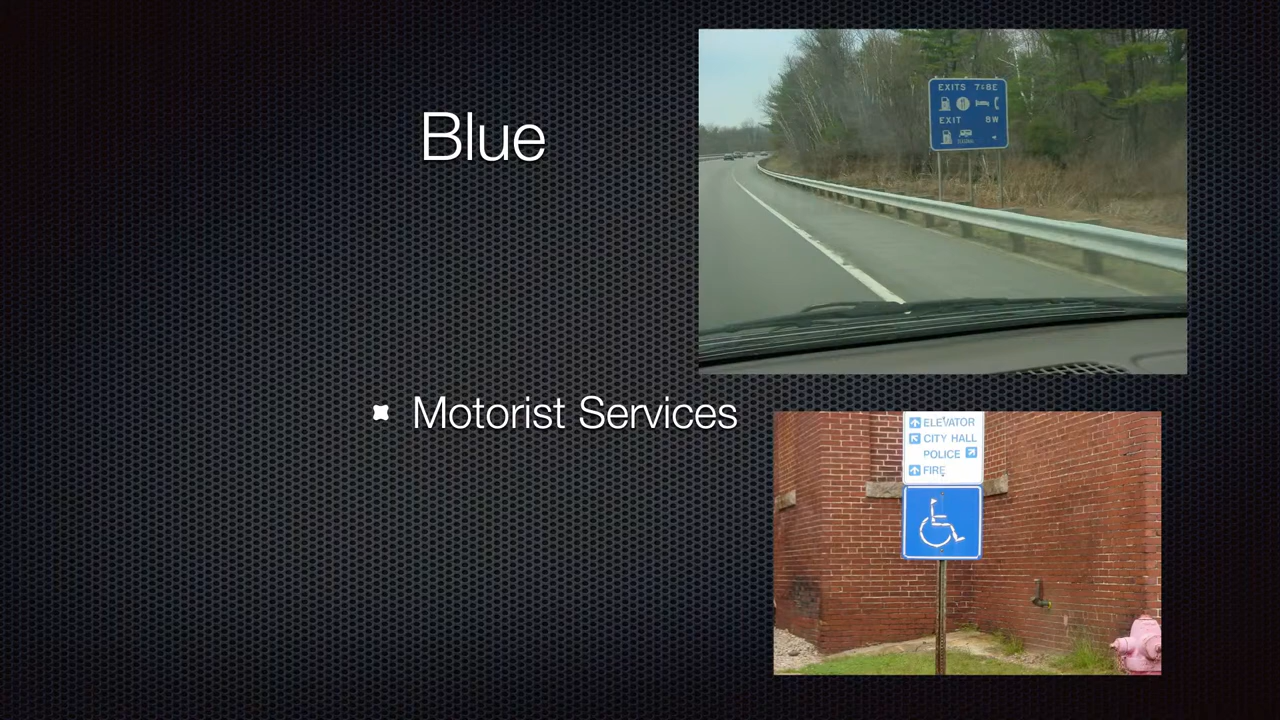 Blue
Motorist Services
EXITS 7-8E
EXIT 8W
ELEVATOR
CITY HALL
POLICE
FIRE